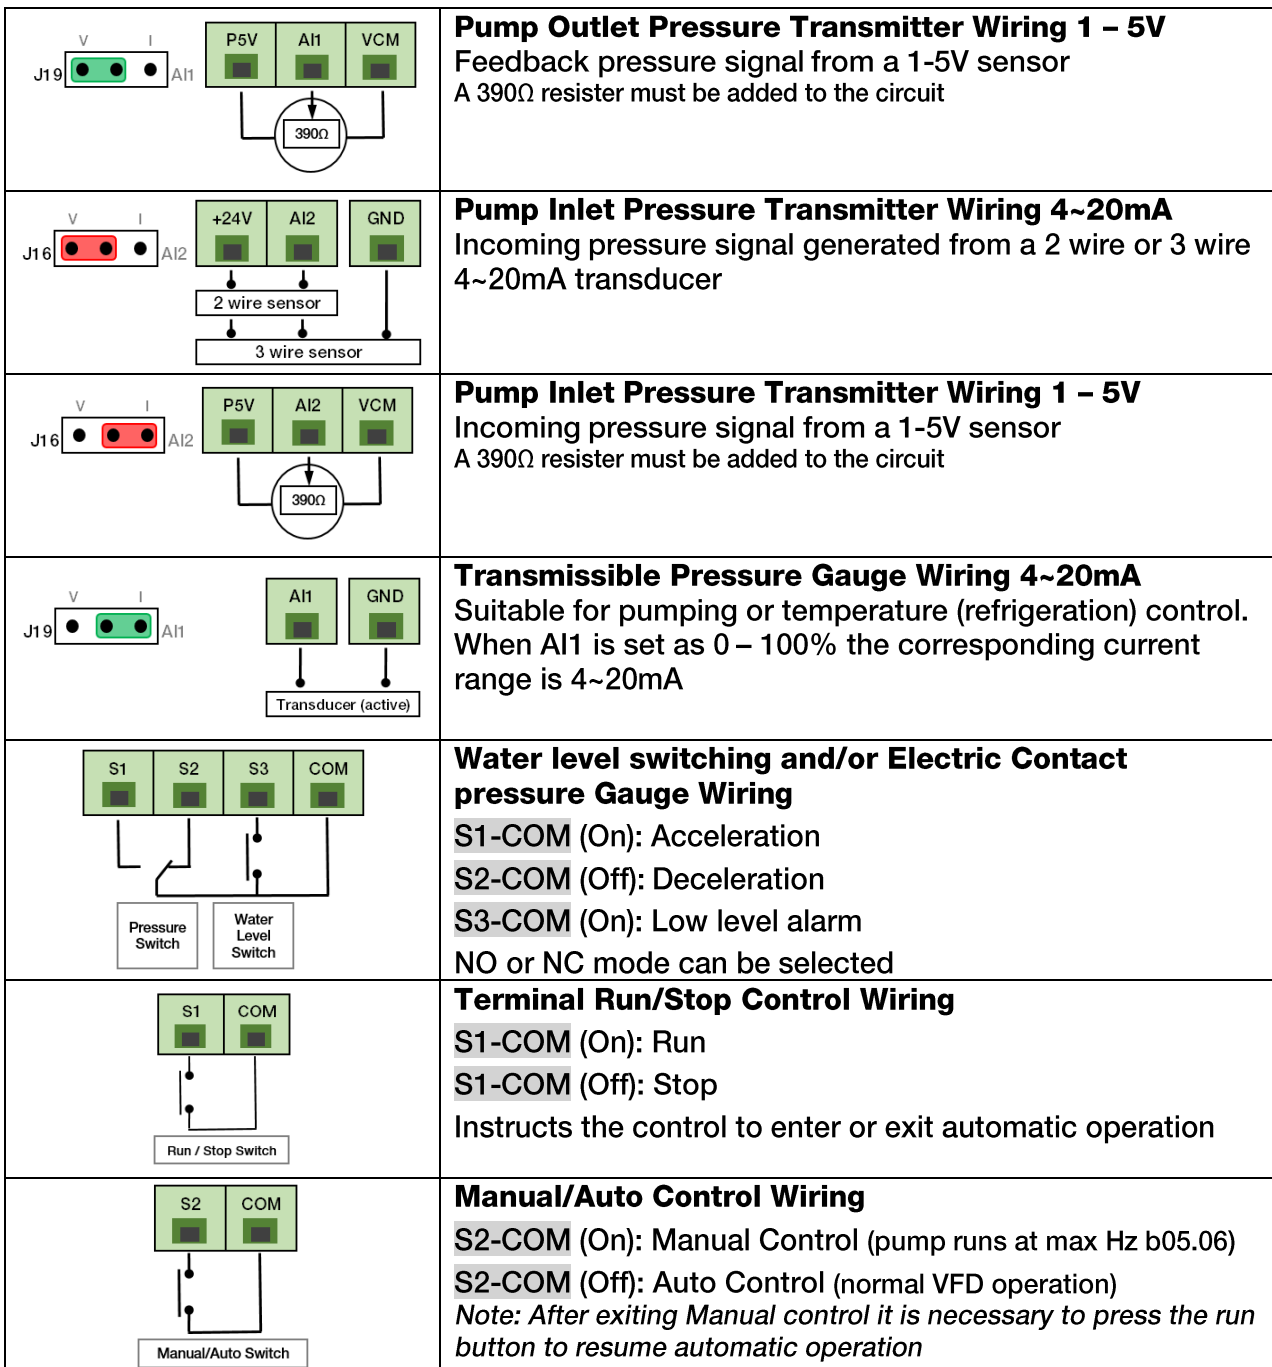 V I
J19 AI1
P5V AI1 VCM
390Ω
Pump Outlet Pressure Transmitter Wiring 1 – 5V
Feedback pressure signal from a 1-5V sensor
A 390Ω resister must be added to the circuit
V I
J16 AI2
+24V AI2 GND
2 wire sensor
3 wire sensor
Pump Inlet Pressure Transmitter Wiring 4~20mA
Incoming pressure signal generated from a 2 wire or 3 wire
4~20mA transducer
V I
J16 AI2
P5V AI2 VCM
390Ω
Pump Inlet Pressure Transmitter Wiring 1 – 5V
Incoming pressure signal from a 1-5V sensor
A 390Ω resister must be added to the circuit
V I
J19 AI1
AI1 GND
Transducer (active)
Transmissible Pressure Gauge Wiring 4~20mA
Suitable for pumping or temperature (refrigeration) control.
When AI1 is set as 0 – 100% the corresponding current
range is 4~20mA
S1 S2 S3 COM
Pressure
Switch
Water
Level
Switch
Water level switching and/or Electric Contact
pressure Gauge Wiring
S1-COM (On): Acceleration
S2-COM (Off): Deceleration
S3-COM (On): Low level alarm
NO or NC mode can be selected
S1 COM
Run / Stop Switch
Terminal Run/Stop Control Wiring
S1-COM (On): Run
S1-COM (Off): Stop
Instructs the control to enter or exit automatic operation
S2 COM
Manual/Auto Switch
Manual/Auto Control Wiring
S2-COM (On): Manual Control (pump runs at max Hz b05.06)
S2-COM (Off): Auto Control (normal VFD operation)
Note: After exiting Manual control it is necessary to press the run
button to resume automatic operation